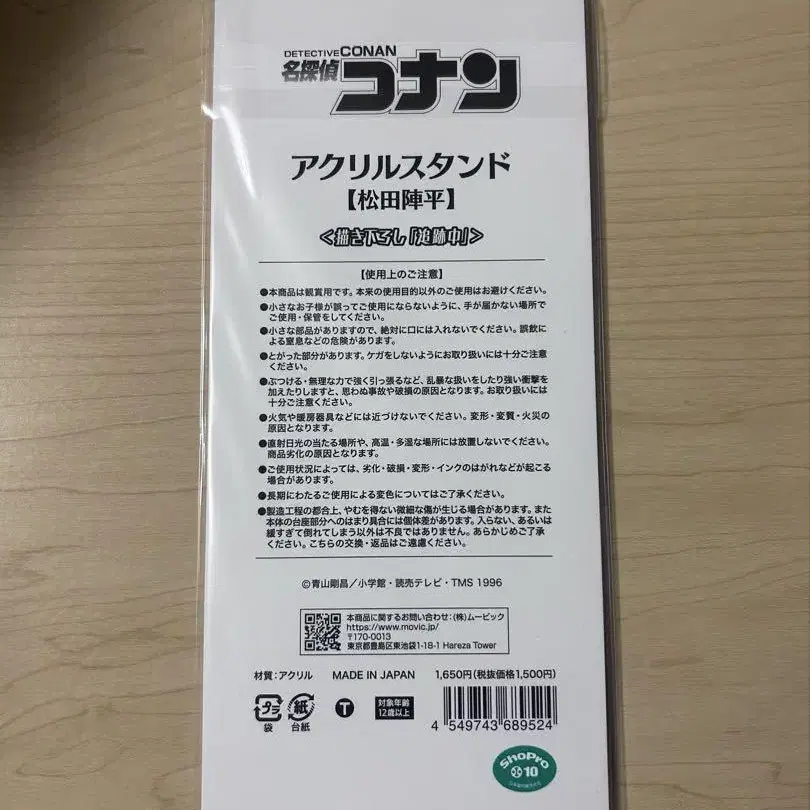 DETECTIVE CONAN
名探偵コナン
アクリルスタンド
【松田陣平】
＜描き下ろし「追跡中」＞
【使用上のご注意】
●本商品は観賞用です。本来の使用目的以外のご使用はお避けください。
●小さなお子様が誤ってご使用にならないように、手が届かない場所で
ご使用・保管をしてください。
●小さな部品がありますので、絶対に口には入れないでください。誤飲に
よる窒息などの危険があります。
●とがった部分があります。ケガをしないようにお取り扱いには十分ご注意
ください。
●ぶつける・無理な力で強く引っ張るなど、乱暴な扱いをしたり強い衝撃を
加えたりしますと、思わぬ事故や破損の原因となります。お取り扱いには
十分ご注意ください。
●火気や暖房器具などには近づけないでください。変形・変質・火災の
原因となります。
●直射日光の当たる場所や、高温・多湿な場所には放置しないでください。
商品劣化の原因となります。
●ご使用状況によっては、劣化・破損・変形・インクのはがれなどが起こる
場合があります。
●長期にわたるご使用による変色についてはご了承ください。
●製造工程の都合上、やむを得ない微細な傷が生じる場合があります。また
本体の台座部分へのはまり具合には個体差があります。入らない、あるいは
緩すぎて倒れてしまう以外は不良ではありません。あらかじめご了承
ください。こちらの交換・返品はご遠慮ください。
©青山剛昌／小学館・読売テレビ・TMS 1996
本商品に関するお問い合わせ:(株)ムービック
https://www.movic.jp/
〒170-0013
東京都豊島区東池袋1-18-1 Hareza Tower
材質：アクリル MADE IN JAPAN 1,650円(税抜価格1,500円)
プラ 紙 T 対象年齢
12歳以上
袋 台紙
4 549743 689524
ShoPro
10